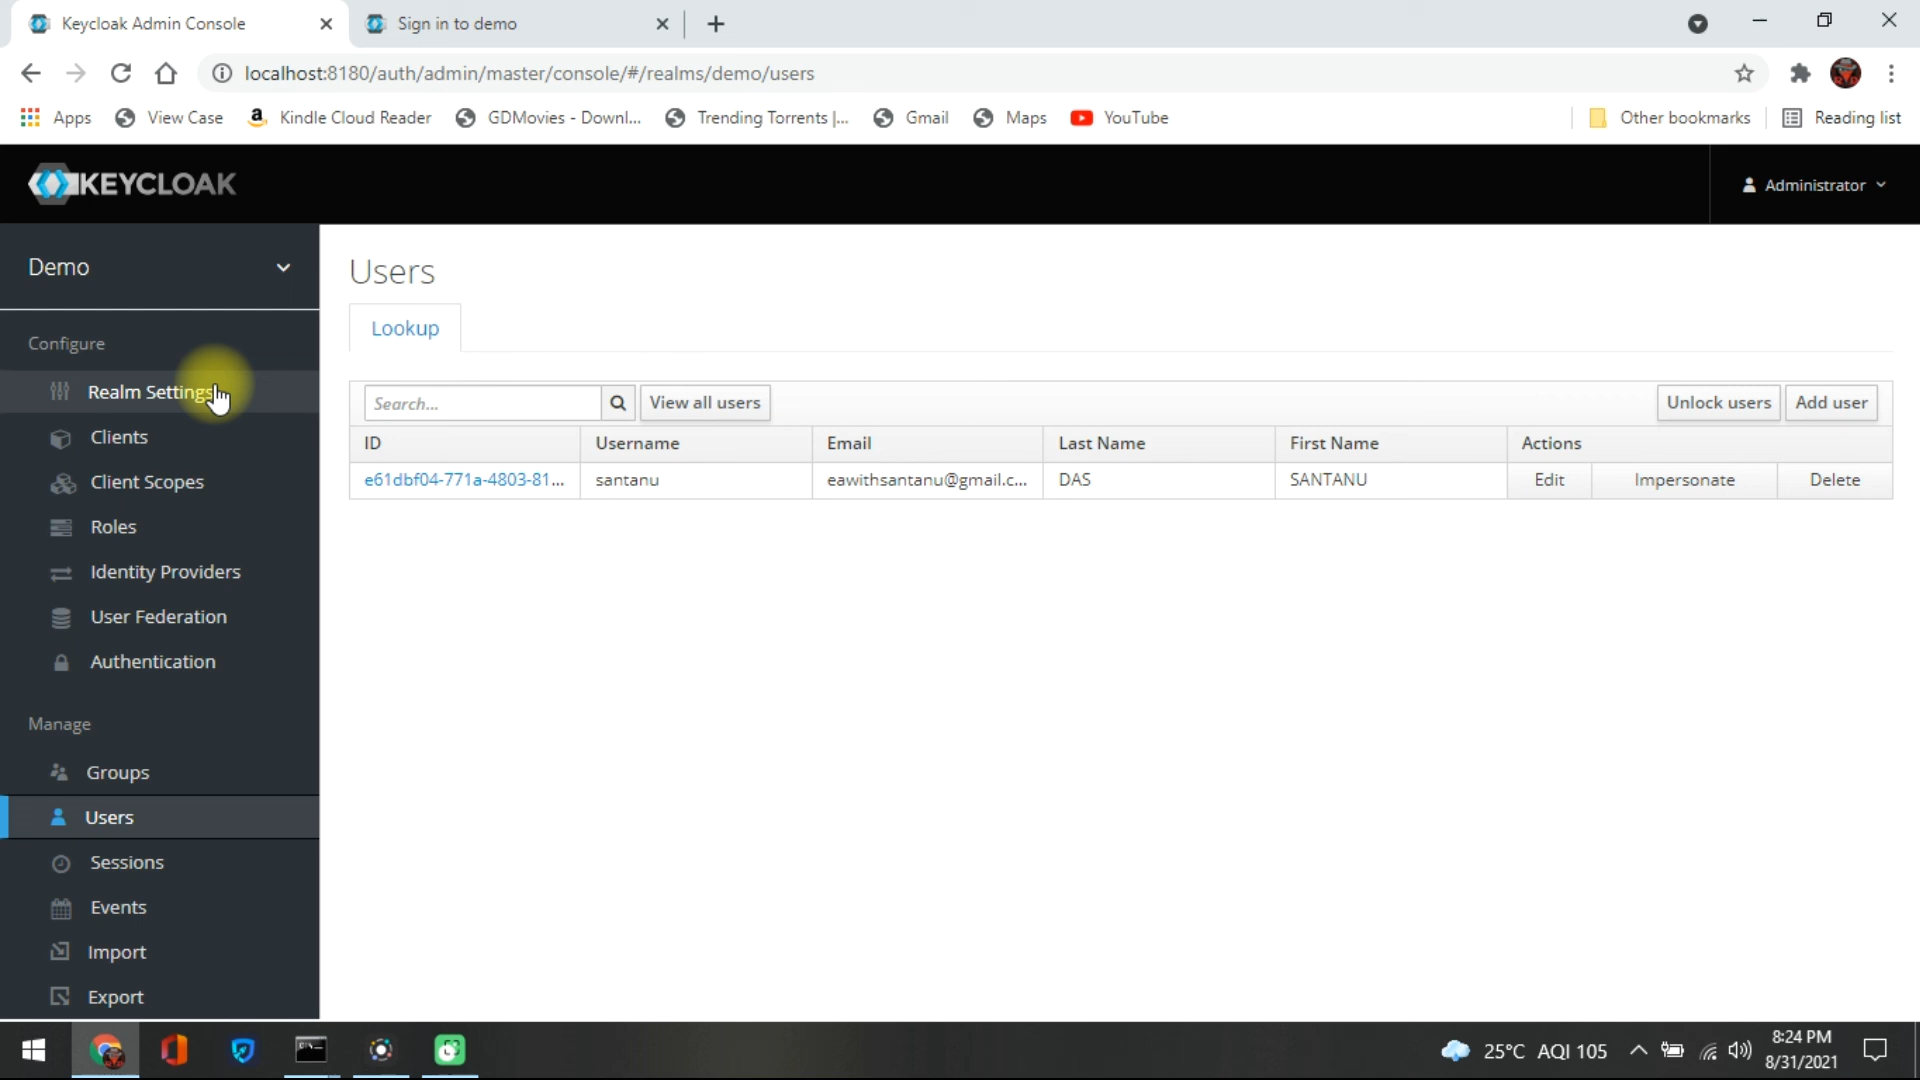 Keycloak Admin Console
Sign in to demo
localhost:8180/auth/admin/master/console/#/realms/demo/users
Apps
View Case
Kindle Cloud Reader
GDMovies - Downl...
Trending Torrents |...
Gmail
Maps
YouTube
Other bookmarks
Reading list
KEYCLOAK
Administrator
Demo
Configure
Realm Settings
Clients
Client Scopes
Roles
Identity Providers
User Federation
Authentication
Manage
Groups
Users
Sessions
Events
Import
Export
Users
Lookup
Search...
View all users
Unlock users
Add user
ID Username Email Last Name First Name Actions
e61dbf04-771a-4803-81... santanu eawithsantanu@gmail.c... DAS SANTANU Edit Impersonate Delete
25°C AQI 105
8:24 PM
8/31/2021